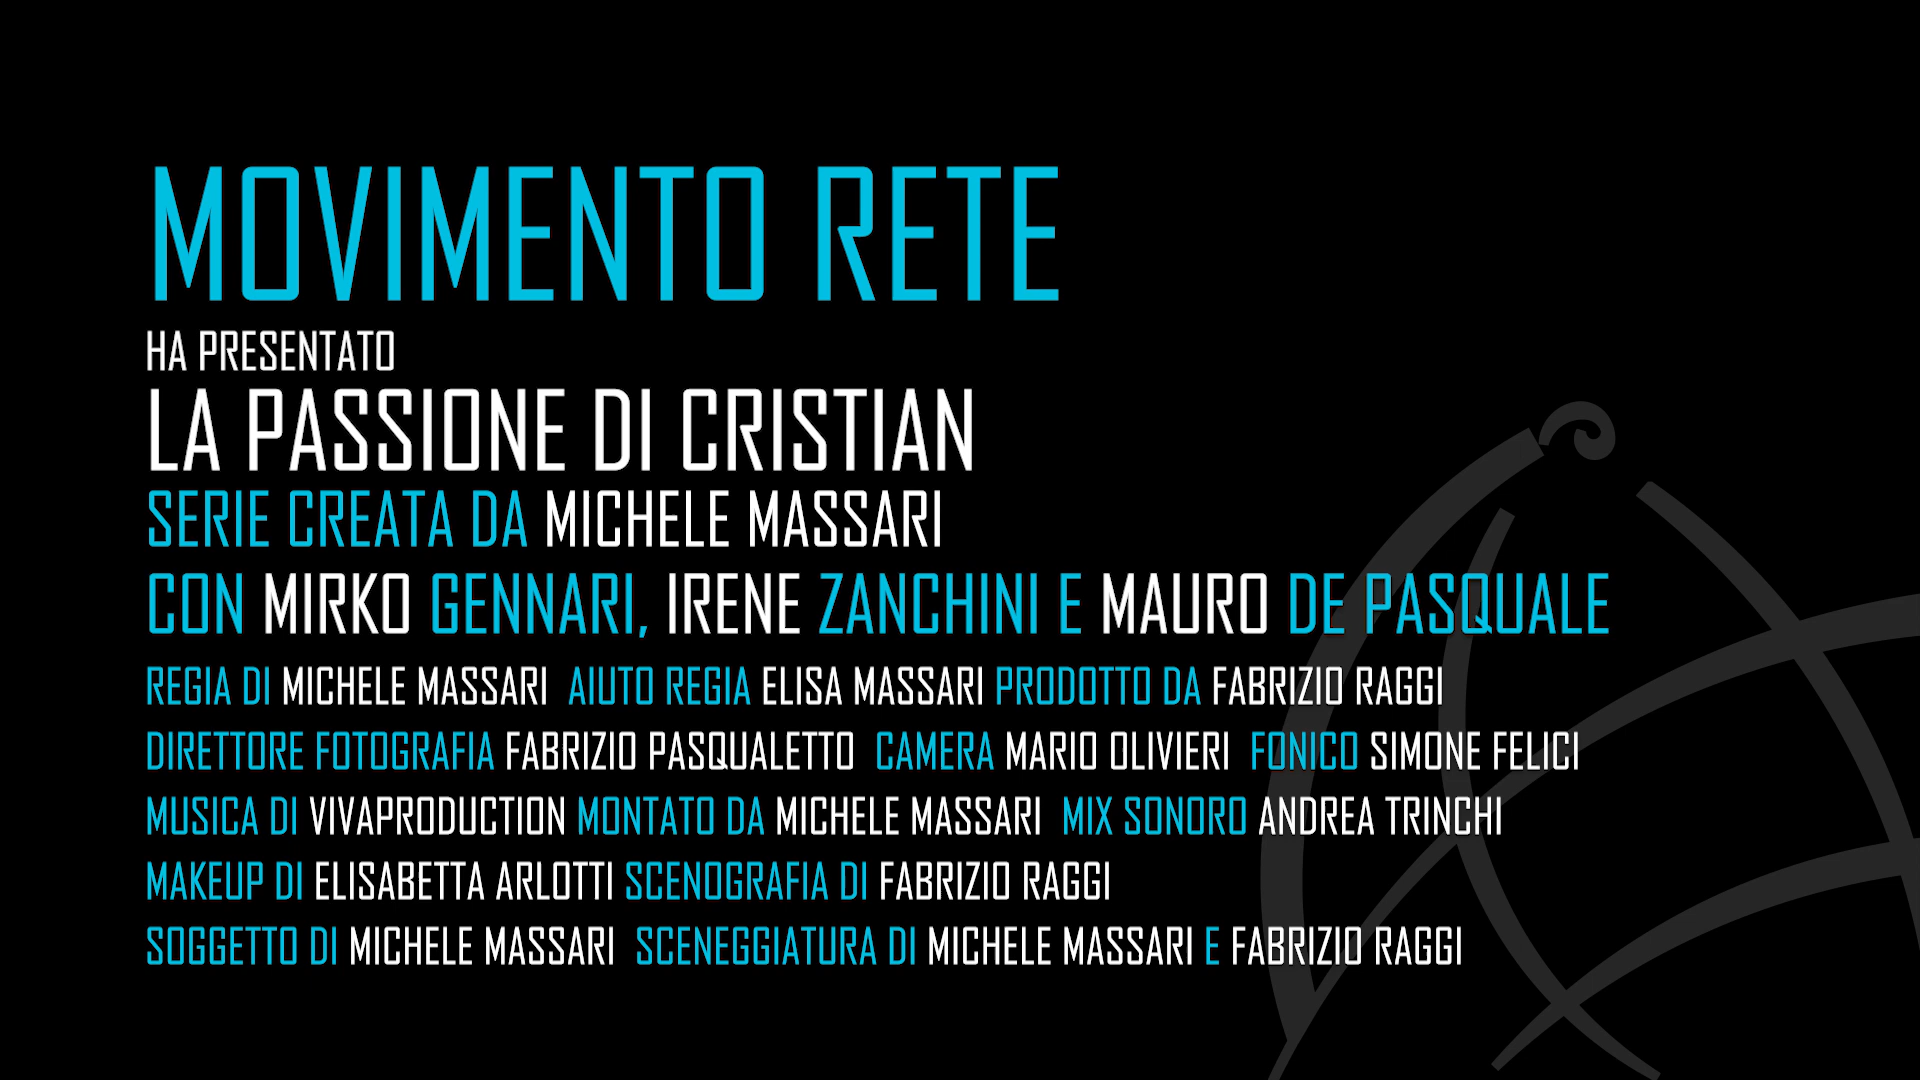 MOVIMENTO RETE
HA PRESENTATO
LA PASSIONE DI CRISTIAN
SERIE CREATA DA MICHELE MASSARI
CON MIRKO GENNARI, IRENE ZANCHINI E MAURO DE PASQUALE
REGIA DI MICHELE MASSARI AIUTO REGIA ELISA MASSARI PRODOTTO DA FABRIZIO RAGGI
DIRETTORE FOTOGRAFIA FABRIZIO PASQUALETTO CAMERA MARIO OLIVIERI FONICO SIMONE FELICI
MUSICA DI VIVAPRODUCTION MONTATO DA MICHELE MASSARI MIX SONORO ANDREA TRINCHI
MAKEUP DI ELISABETTA ARLOTTI SCENOGRAFIA DI FABRIZIO RAGGI
SOGGETTO DI MICHELE MASSARI SCENEGGIATURA DI MICHELE MASSARI E FABRIZIO RAGGI